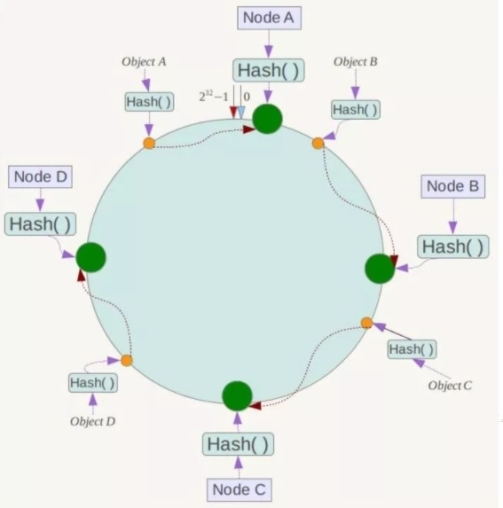 Node A
Object A
Hash( )
Object B
Hash( )
2³²−1
0
Hash( )
Node D
Node B
Hash( )
Hash( )
Hash( )
Object C
Hash( )
Object D
Hash( )
Node C